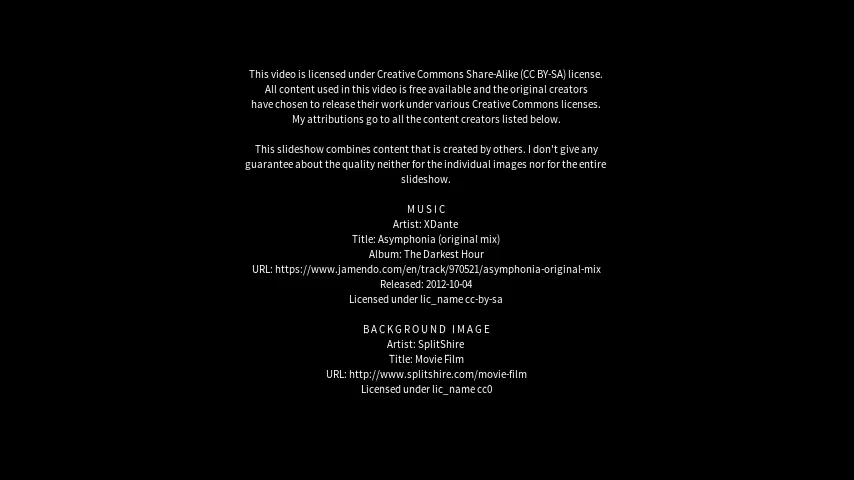 This video is licensed under Creative Commons Share-Alike (CC BY-SA) license.
All content used in this video is free available and the original creators
have chosen to release their work under various Creative Commons licenses.
My attributions go to all the content creators listed below.
This slideshow combines content that is created by others. I don't give any
guarantee about the quality neither for the individual images nor for the entire
slideshow.
MUSIC
Artist: XDante
Title: Asymphonia (original mix)
Album: The Darkest Hour
URL: https://www.jamendo.com/en/track/970521/asymphonia-original-mix
Released: 2012-10-04
Licensed under lic_name cc-by-sa
BACKGROUND IMAGE
Artist: SplitShire
Title: Movie Film
URL: http://www.splitshire.com/movie-film
Licensed under lic_name cc0